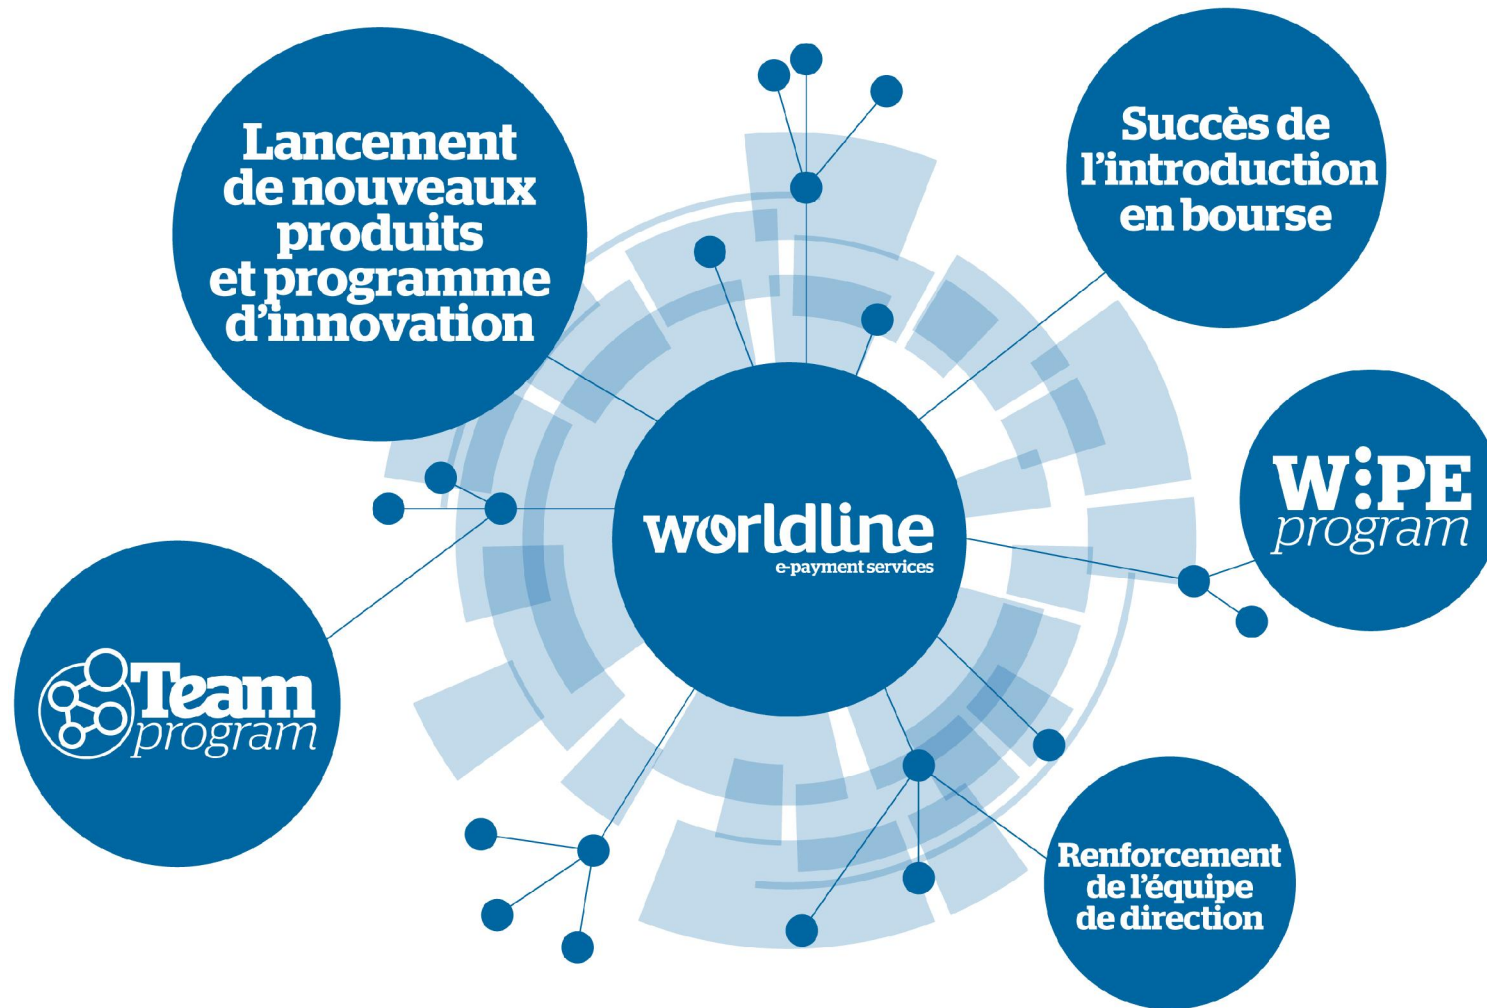 Lancement
de nouveaux
produits
et programme
d'innovation
Succès de
l'introduction
en bourse
W:PE
program
worldline
e-payment services
Team
program
Renforcement
de l'équipe
de direction